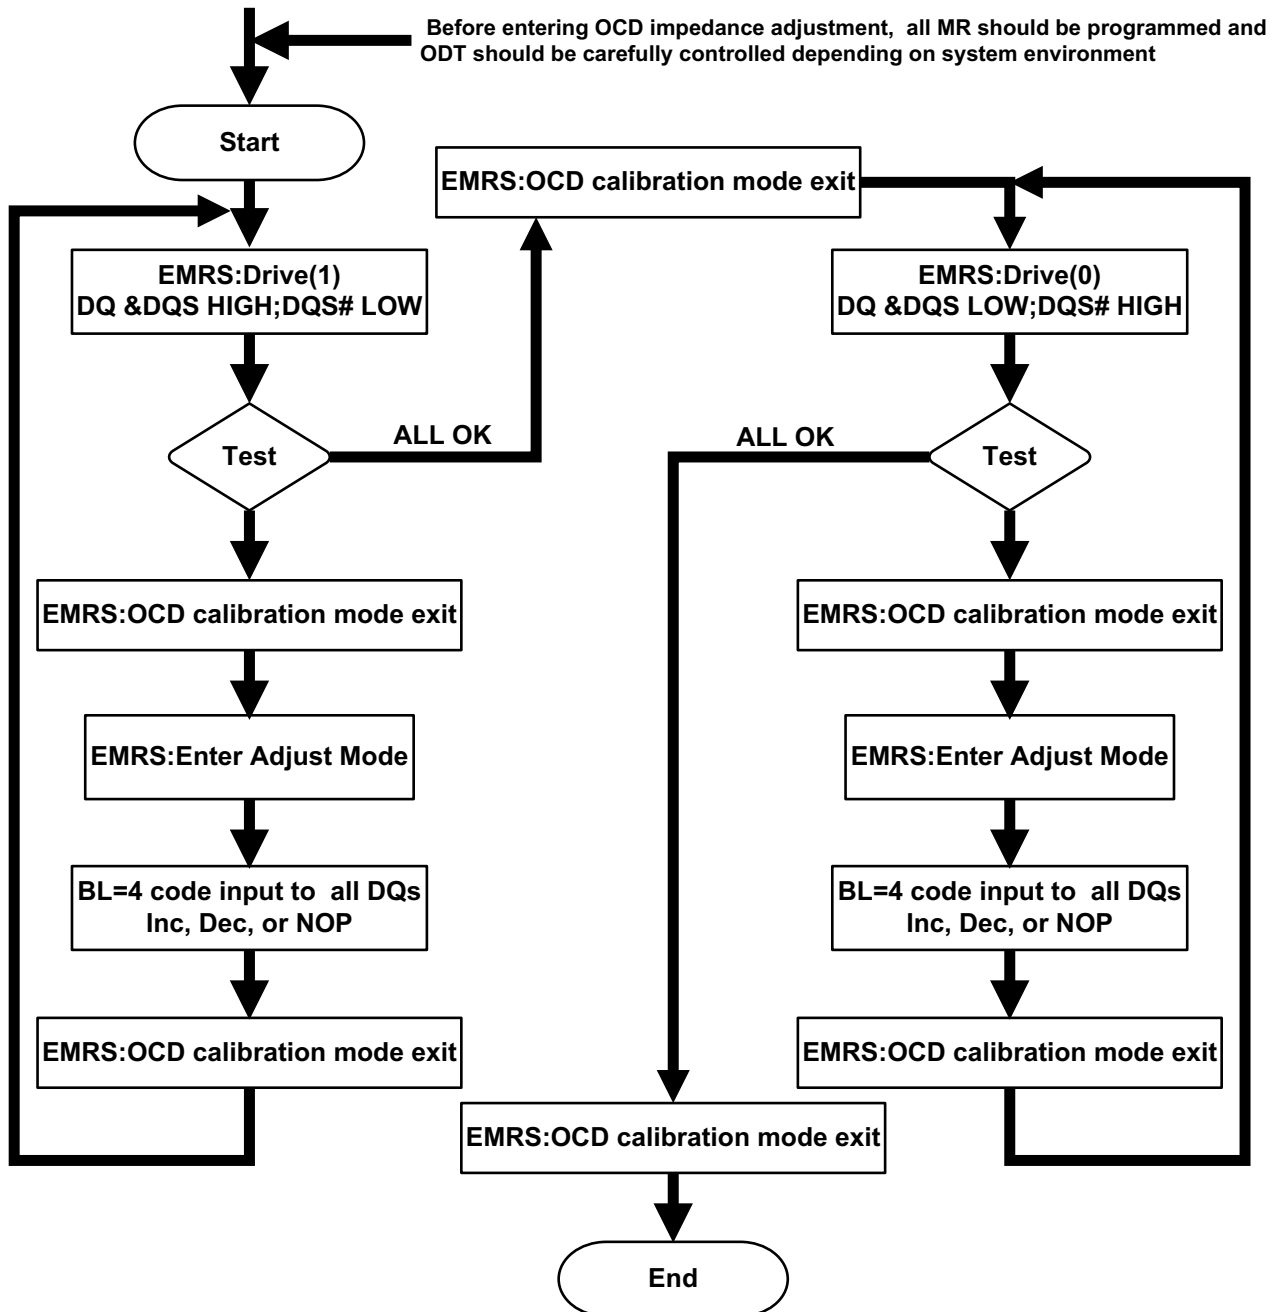 Before entering OCD impedance adjustment, all MR should be programmed and
ODT should be carefully controlled depending on system environment
Start
EMRS:OCD calibration mode exit
EMRS:Drive(1)
DQ &DQS HIGH;DQS# LOW
EMRS:Drive(0)
DQ &DQS LOW;DQS# HIGH
ALL OK
ALL OK
Test
Test
EMRS:OCD calibration mode exit
EMRS:OCD calibration mode exit
EMRS:Enter Adjust Mode
EMRS:Enter Adjust Mode
BL=4 code input to all DQs
Inc, Dec, or NOP
BL=4 code input to all DQs
Inc, Dec, or NOP
EMRS:OCD calibration mode exit
EMRS:OCD calibration mode exit
EMRS:OCD calibration mode exit
End